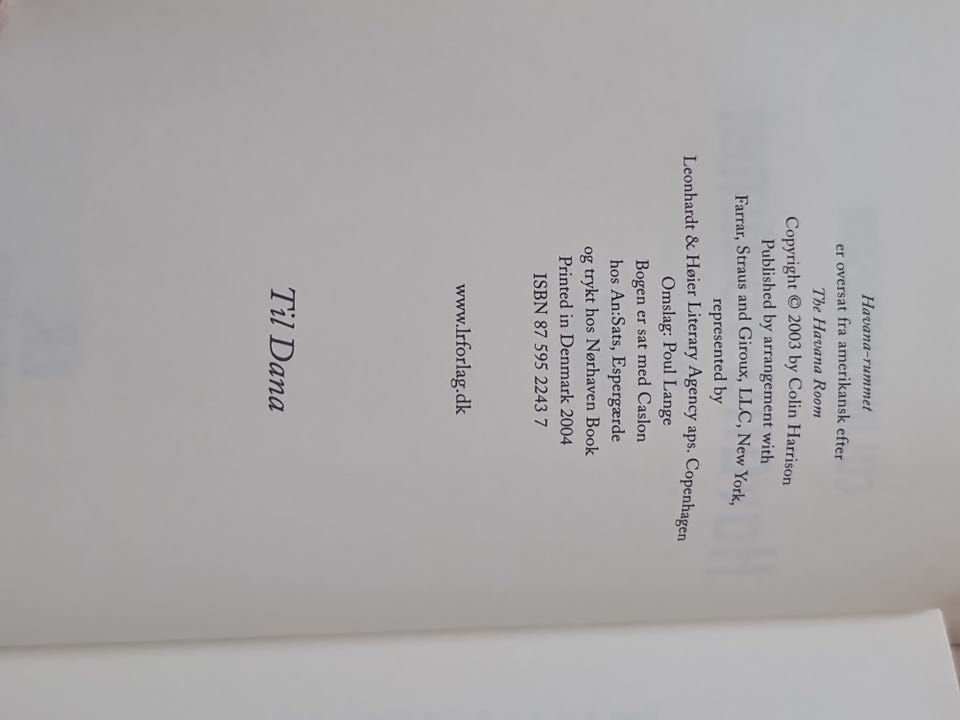 Havana-rummet
er oversat fra amerikansk efter
The Havana Room
Copyright © 2003 by Colin Harrison
Published by arrangement with
Farrar, Straus and Giroux, LLC, New York,
represented by
Leonhardt & Høier Literary Agency aps. Copenhagen
Omslag: Poul Lange
Bogen er sat med Caslon
hos An:Sats, Espergærde
og trykt hos Nørhaven Book
Printed in Denmark 2004
ISBN 87 595 2243 7
www.lrforlag.dk
Til Dana